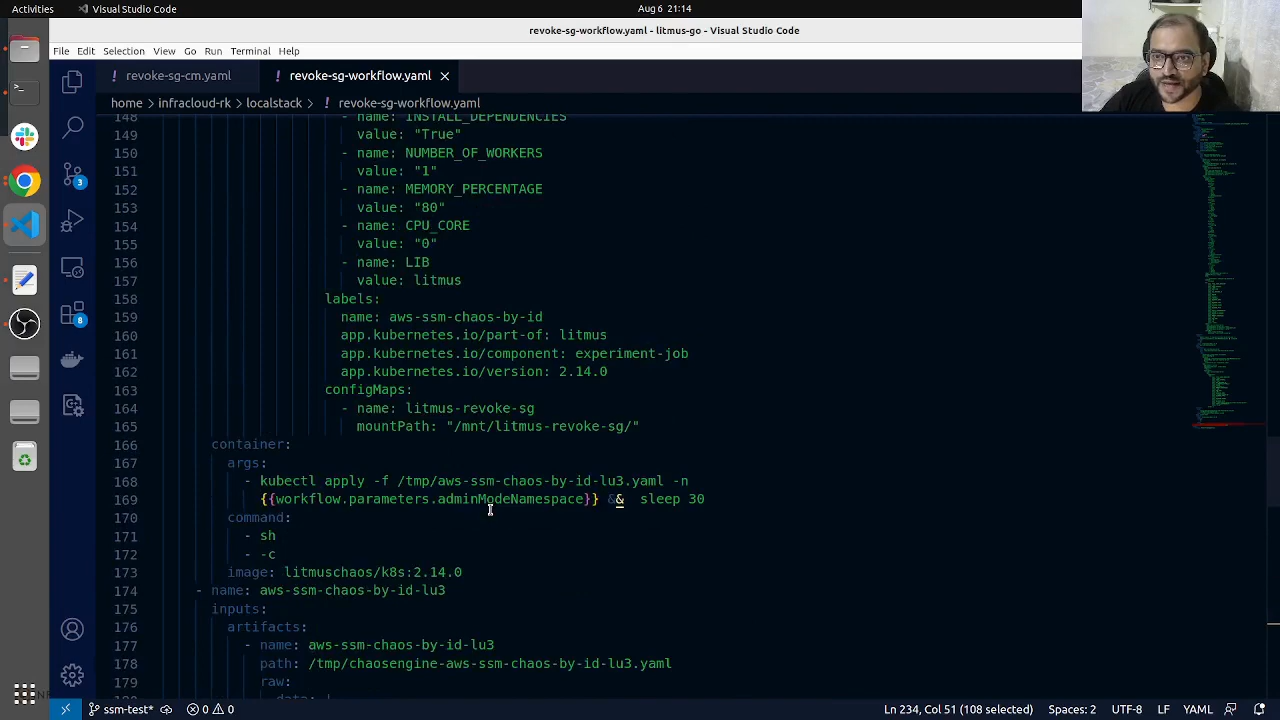 Activities Visual Studio Code Aug 6 21:14
revoke-sg-workflow.yaml - litmus-go - Visual Studio Code
File Edit Selection View Go Run Terminal Help
revoke-sg-cm.yaml revoke-sg-workflow.yaml
home > infracloud-rk > localstack > revoke-sg-workflow.yaml
148 - name: INSTALL_DEPENDENCIES
149 value: "True"
150 - name: NUMBER_OF_WORKERS
151 value: "1"
152 - name: MEMORY_PERCENTAGE
153 value: "80"
154 - name: CPU_CORE
155 value: "0"
156 - name: LIB
157 value: litmus
158 labels:
159 name: aws-ssm-chaos-by-id
160 app.kubernetes.io/part-of: litmus
161 app.kubernetes.io/component: experiment-job
162 app.kubernetes.io/version: 2.14.0
163 configMaps:
164 - name: litmus-revoke-sg
165 mountPath: "/mnt/litmus-revoke-sg/"
166 container:
167 args:
168 - kubectl apply -f /tmp/aws-ssm-chaos-by-id-lu3.yaml -n
169 {{workflow.parameters.adminModeNamespace}} && sleep 30
170 command:
171 - sh
172 - -c
173 image: litmuschaos/k8s:2.14.0
174 - name: aws-ssm-chaos-by-id-lu3
175 inputs:
176 artifacts:
177 - name: aws-ssm-chaos-by-id-lu3
178 path: /tmp/chaosengine-aws-ssm-chaos-by-id-lu3.yaml
179 raw:
data: |
8
ssm-test* 0 0 Ln 234, Col 51 (108 selected) Spaces: 2 UTF-8 LF YAML